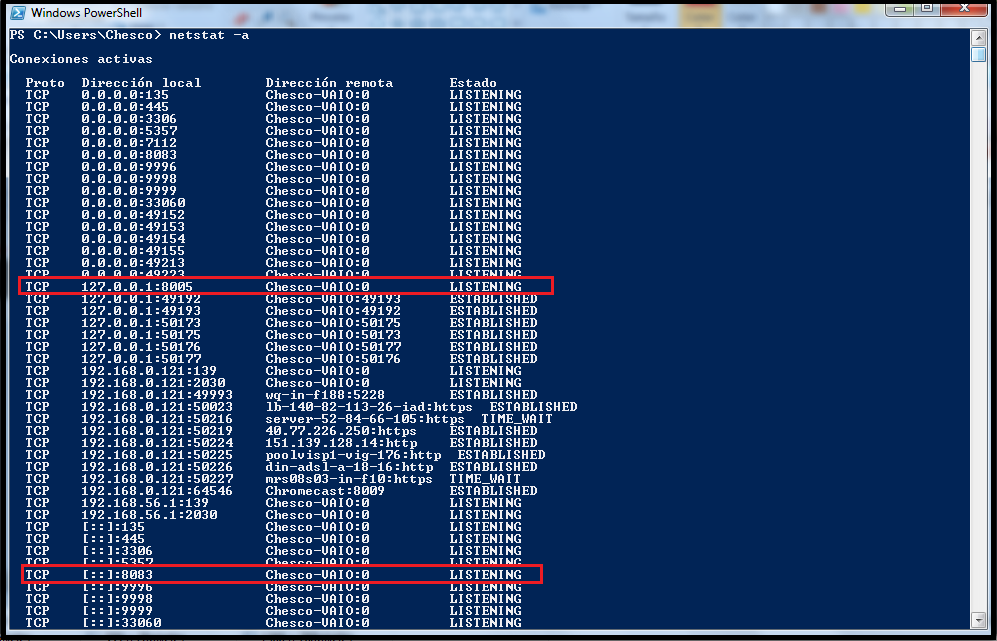 Windows PowerShell
PS C:\Users\Chesco> netstat -a
Conexiones activas
Proto Dirección local Dirección remota Estado
TCP 0.0.0.0:135 Chesco-VAIO:0 LISTENING
TCP 0.0.0.0:445 Chesco-VAIO:0 LISTENING
TCP 0.0.0.0:3306 Chesco-VAIO:0 LISTENING
TCP 0.0.0.0:5357 Chesco-VAIO:0 LISTENING
TCP 0.0.0.0:7112 Chesco-VAIO:0 LISTENING
TCP 0.0.0.0:8083 Chesco-VAIO:0 LISTENING
TCP 0.0.0.0:9996 Chesco-VAIO:0 LISTENING
TCP 0.0.0.0:9998 Chesco-VAIO:0 LISTENING
TCP 0.0.0.0:9999 Chesco-VAIO:0 LISTENING
TCP 0.0.0.0:33060 Chesco-VAIO:0 LISTENING
TCP 0.0.0.0:49152 Chesco-VAIO:0 LISTENING
TCP 0.0.0.0:49153 Chesco-VAIO:0 LISTENING
TCP 0.0.0.0:49154 Chesco-VAIO:0 LISTENING
TCP 0.0.0.0:49155 Chesco-VAIO:0 LISTENING
TCP 0.0.0.0:49213 Chesco-VAIO:0 LISTENING
TCP 0.0.0.0:49223 Chesco-VAIO:0 LISTENING
TCP 127.0.0.1:8005 Chesco-VAIO:0 LISTENING
TCP 127.0.0.1:49192 Chesco-VAIO:49193 ESTABLISHED
TCP 127.0.0.1:49193 Chesco-VAIO:49192 ESTABLISHED
TCP 127.0.0.1:50173 Chesco-VAIO:50175 ESTABLISHED
TCP 127.0.0.1:50175 Chesco-VAIO:50173 ESTABLISHED
TCP 127.0.0.1:50176 Chesco-VAIO:50177 ESTABLISHED
TCP 127.0.0.1:50177 Chesco-VAIO:50176 ESTABLISHED
TCP 192.168.0.121:139 Chesco-VAIO:0 LISTENING
TCP 192.168.0.121:2030 Chesco-VAIO:0 LISTENING
TCP 192.168.0.121:49993 wq-in-f188:5228 ESTABLISHED
TCP 192.168.0.121:50023 lb-140-82-113-26-iad:https ESTABLISHED
TCP 192.168.0.121:50216 server-52-84-66-105:https TIME_WAIT
TCP 192.168.0.121:50219 40.77.226.250:https ESTABLISHED
TCP 192.168.0.121:50224 151.139.128.14:http ESTABLISHED
TCP 192.168.0.121:50225 poolvisp1-vig-176:http ESTABLISHED
TCP 192.168.0.121:50226 din-adsl-a-18-16:http ESTABLISHED
TCP 192.168.0.121:50227 mrs08s03-in-f10:https TIME_WAIT
TCP 192.168.0.121:64546 Chromecast:8009 ESTABLISHED
TCP 192.168.56.1:139 Chesco-VAIO:0 LISTENING
TCP 192.168.56.1:2030 Chesco-VAIO:0 LISTENING
TCP [::]:135 Chesco-VAIO:0 LISTENING
TCP [::]:445 Chesco-VAIO:0 LISTENING
TCP [::]:3306 Chesco-VAIO:0 LISTENING
TCP [::]:5357 Chesco-VAIO:0 LISTENING
TCP [::]:8083 Chesco-VAIO:0 LISTENING
TCP [::]:9996 Chesco-VAIO:0 LISTENING
TCP [::]:9998 Chesco-VAIO:0 LISTENING
TCP [::]:9999 Chesco-VAIO:0 LISTENING
TCP [::]:33060 Chesco-VAIO:0 LISTENING